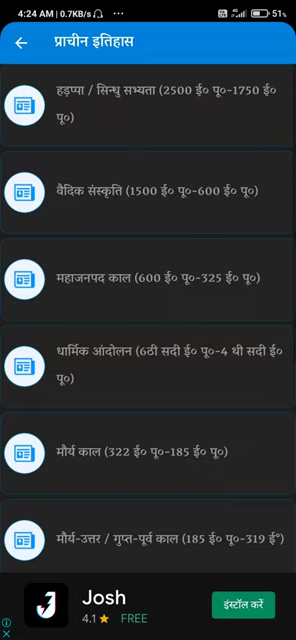 4:24 AM | 0.7KB/s ...
4G 51%
प्राचीन इतिहास
हड़प्पा / सिन्धु सभ्यता (2500 ई० पू०-1750 ई०
पू०)
वैदिक संस्कृति (1500 ई० पू०-600 ई० पू०)
महाजनपद काल (600 ई० पू०-325 ई० पू०)
धार्मिक आंदोलन (6ठी सदी ई० पू०-4 थी सदी ई०
पू०)
मौर्य काल (322 ई० पू०-185 ई० पू०)
मौर्य-उत्तर / गुप्त-पूर्व काल (185 ई० पू०-319 ई°)
Josh
4.1★ FREE
इंस्टॉल करें